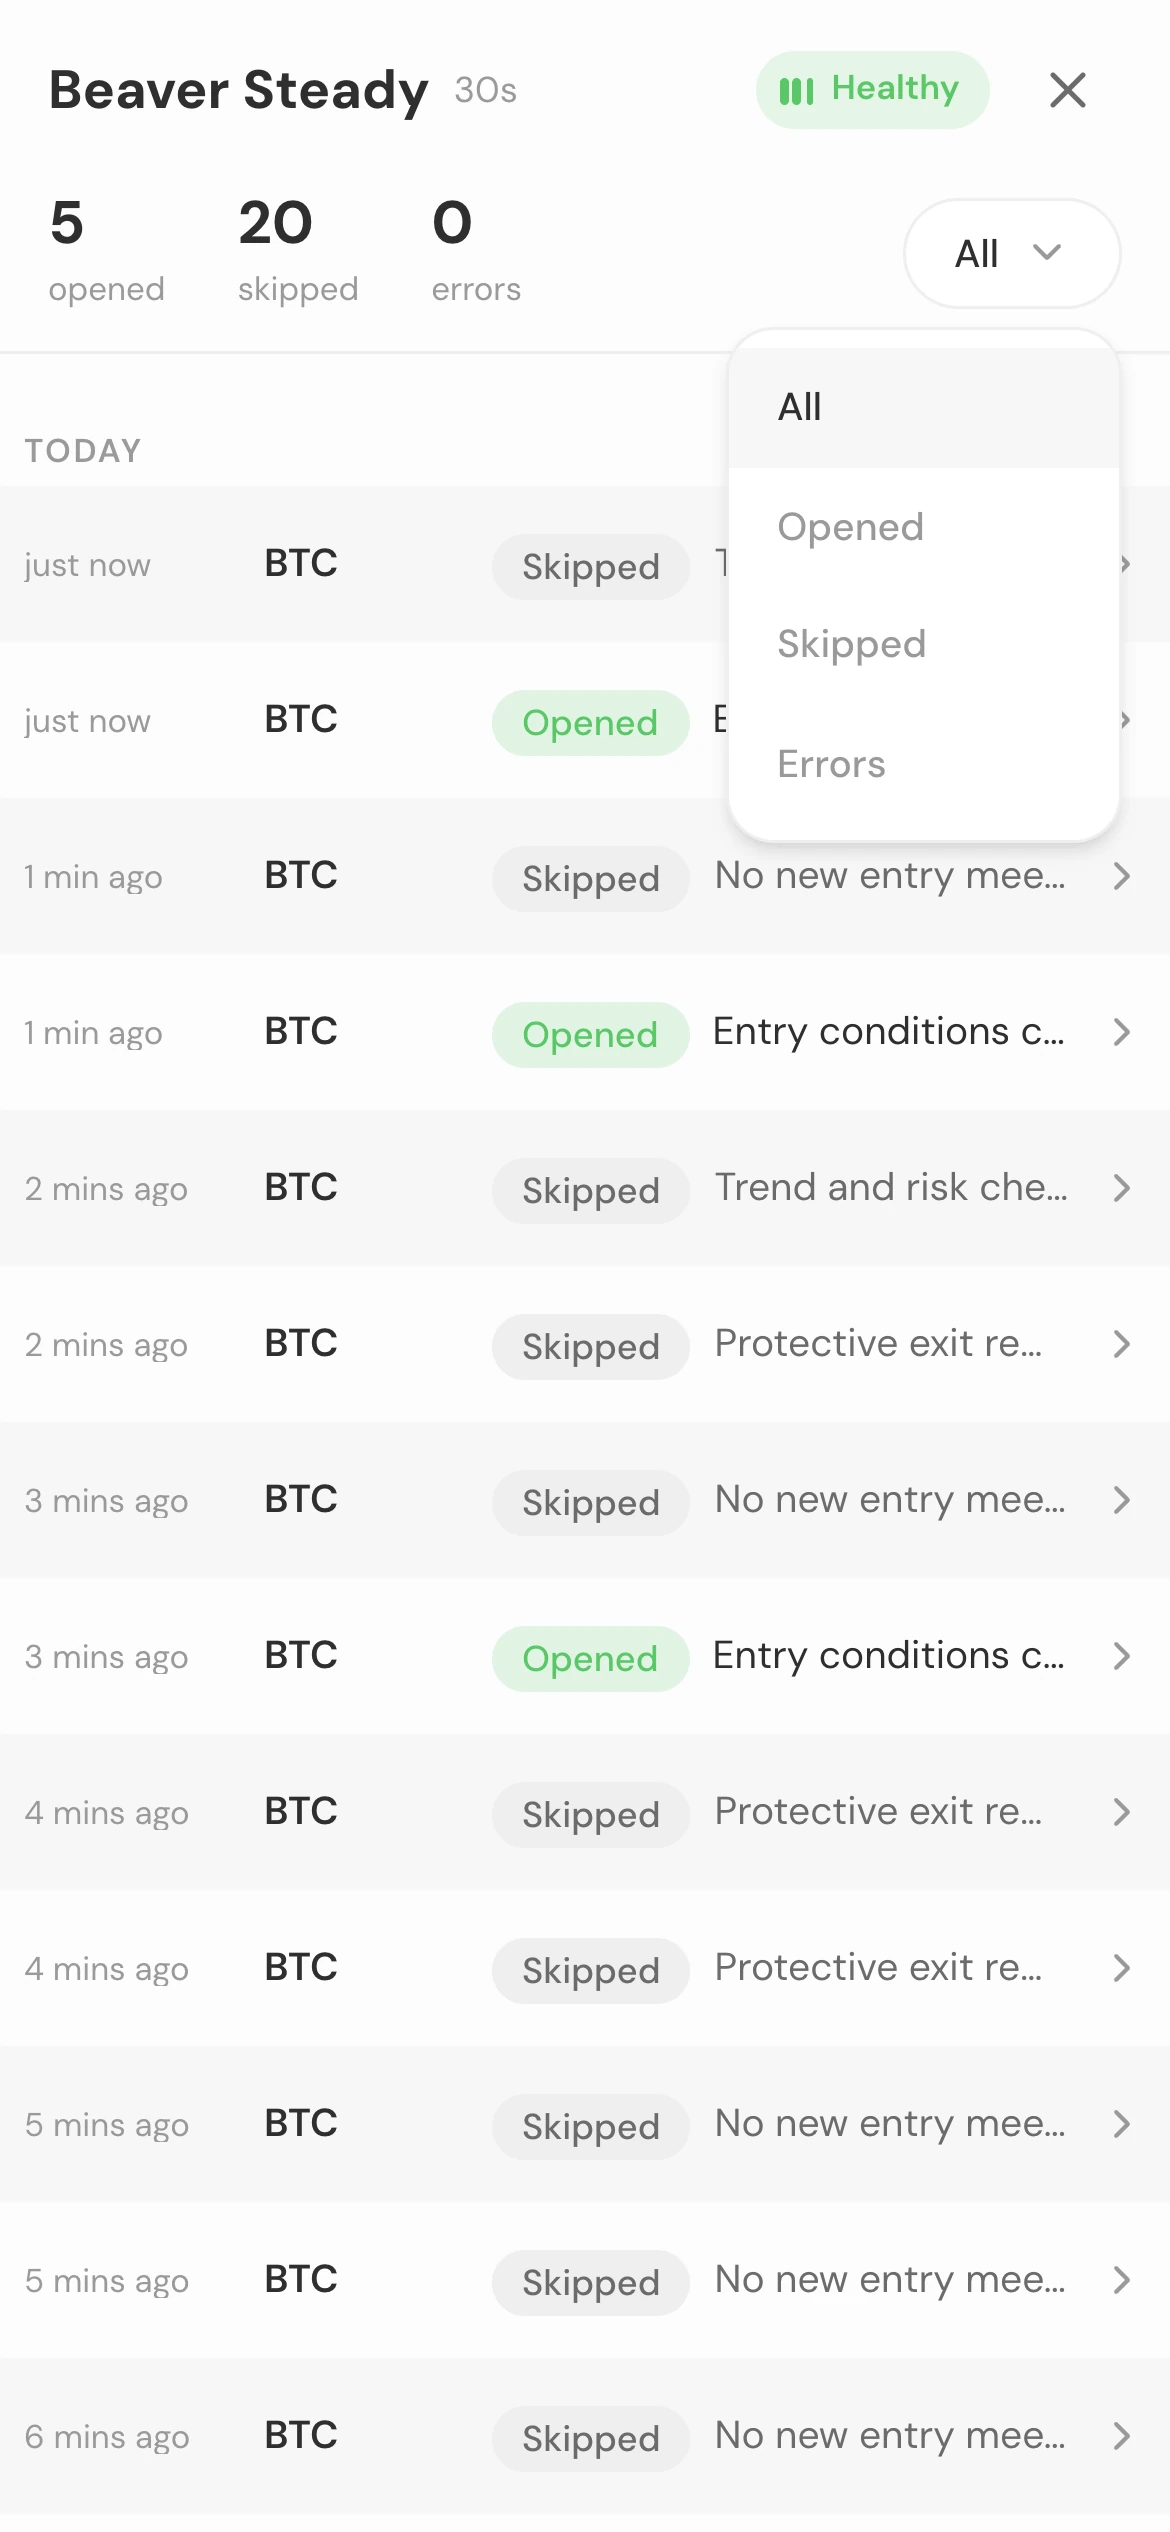 Beaver Steady 30s Healthy
5 20 0
opened skipped errors
All
All
Opened
Skipped
Errors
TODAY
just now BTC Skipped
just now BTC Opened
1 min ago BTC Skipped No new entry mee...
1 min ago BTC Opened Entry conditions c...
2 mins ago BTC Skipped Trend and risk che...
2 mins ago BTC Skipped Protective exit re...
3 mins ago BTC Skipped No new entry mee...
3 mins ago BTC Opened Entry conditions c...
4 mins ago BTC Skipped Protective exit re...
4 mins ago BTC Skipped Protective exit re...
5 mins ago BTC Skipped No new entry mee...
5 mins ago BTC Skipped No new entry mee...
6 mins ago BTC Skipped No new entry mee...